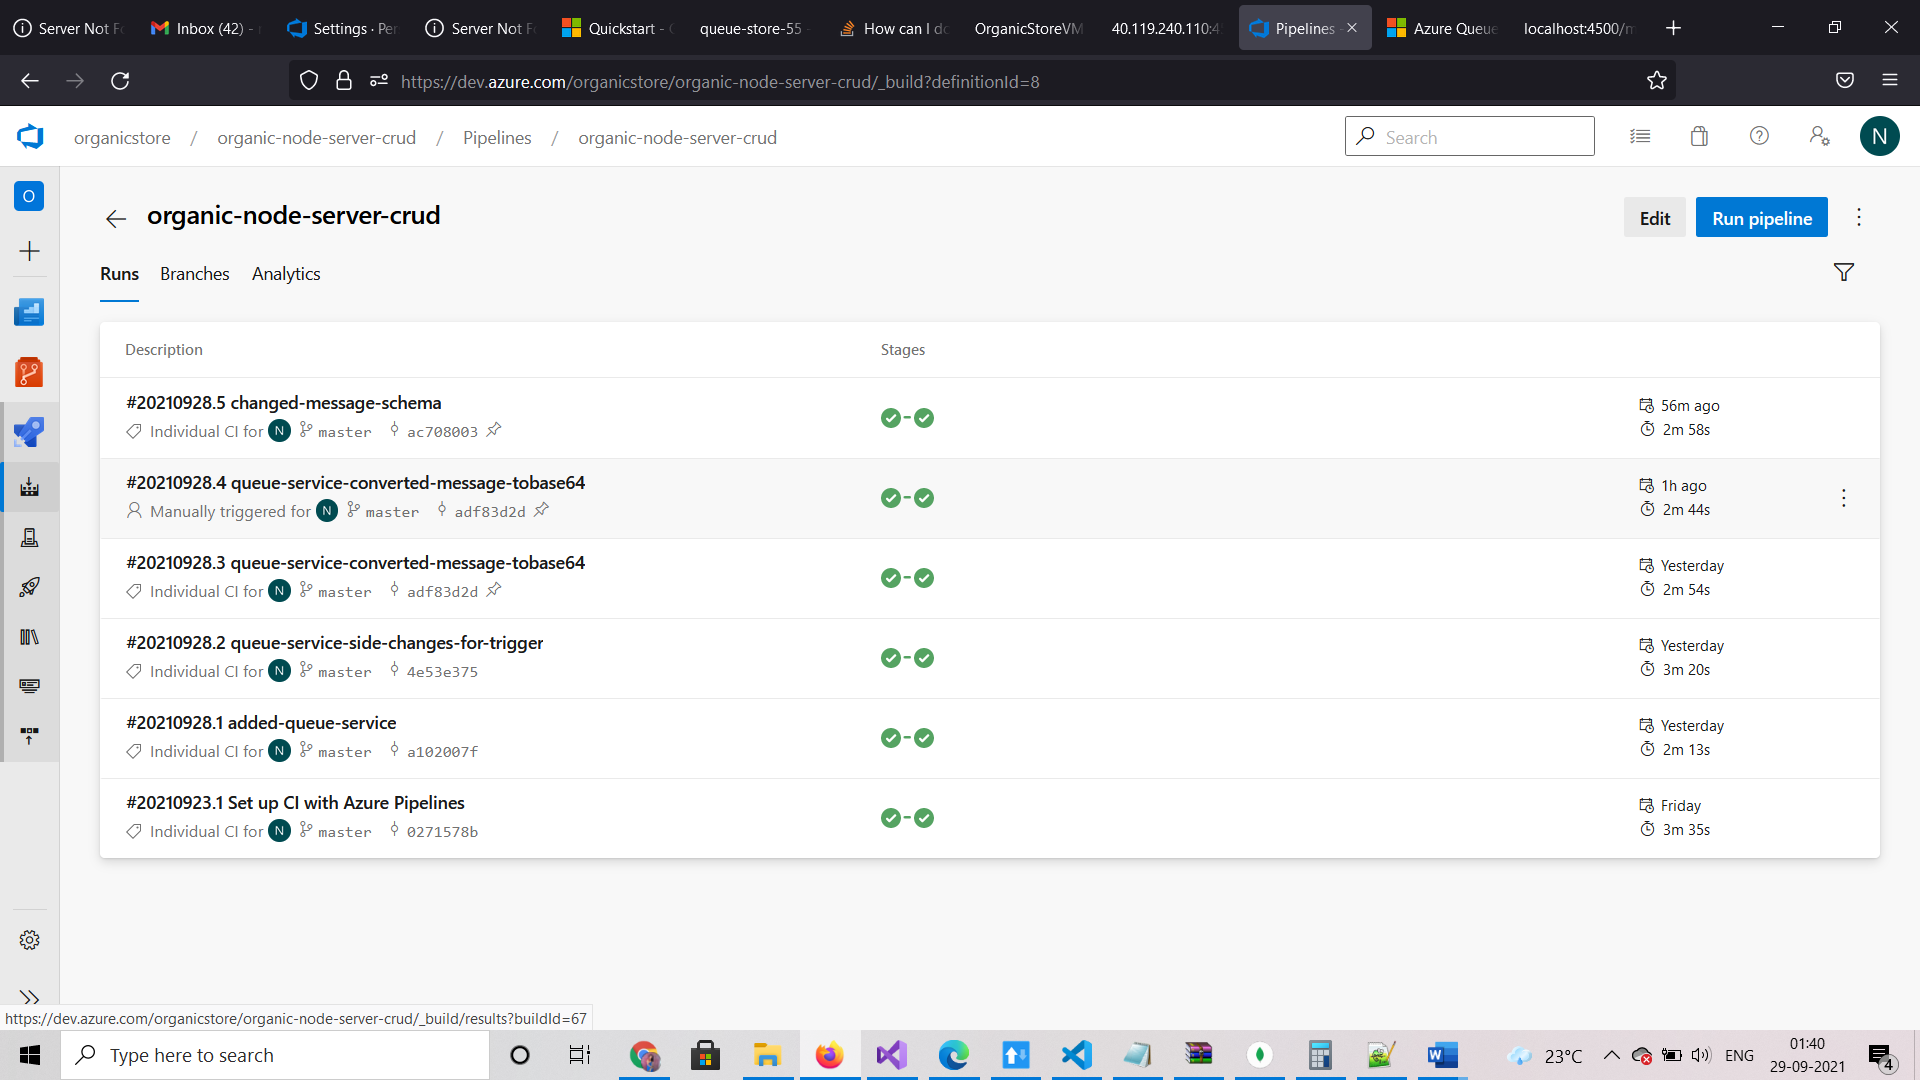 Server Not F
Inbox (42) -
Settings · Per
Server Not F
Quickstart -
queue-store-55
How can I do
OrganicStoreVM
40.119.240.110:4
Pipelines
Azure Queue
localhost:4500/m
https://dev.azure.com/organicstore/organic-node-server-crud/_build?definitionId=8
organicstore / organic-node-server-crud / Pipelines / organic-node-server-crud
Search
N
O
organic-node-server-crud
Edit
Run pipeline
Runs
Branches
Analytics
Description
Stages
#20210928.5 changed-message-schema
Individual CI for N master ac708003
56m ago
2m 58s
#20210928.4 queue-service-converted-message-tobase64
Manually triggered for N master adf83d2d
1h ago
2m 44s
#20210928.3 queue-service-converted-message-tobase64
Individual CI for N master adf83d2d
Yesterday
2m 54s
#20210928.2 queue-service-side-changes-for-trigger
Individual CI for N master 4e53e375
Yesterday
3m 20s
#20210928.1 added-queue-service
Individual CI for N master a102007f
Yesterday
2m 13s
#20210923.1 Set up CI with Azure Pipelines
Individual CI for N master 0271578b
Friday
3m 35s
https://dev.azure.com/organicstore/organic-node-server-crud/_build/results?buildId=67
Type here to search
23°C
ENG
01:40
29-09-2021
4